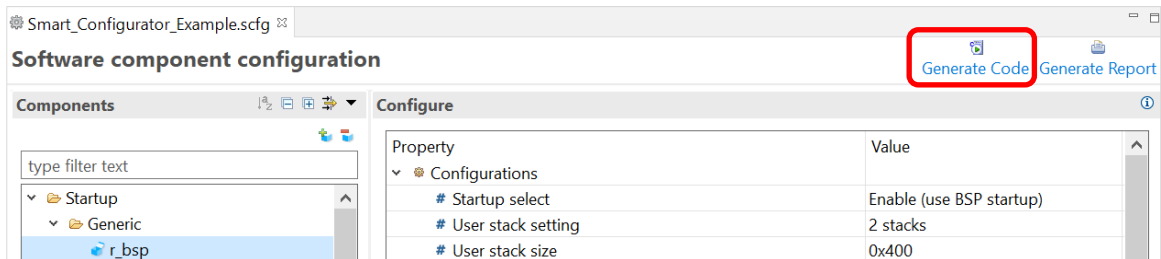 Smart_Configurator_Example.scfg
Software component configuration
Generate Code Generate Report
Components
Configure
type filter text
Startup
Generic
r_bsp
Property Value
Configurations
# Startup select Enable (use BSP startup)
# User stack setting 2 stacks
# User stack size 0x400